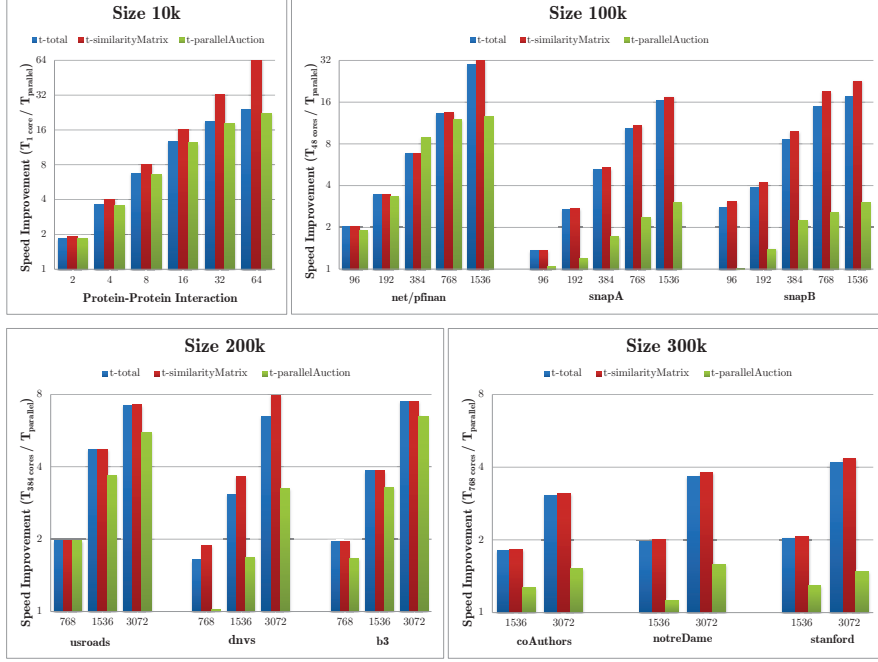 Size 10k
t-total t-similarityMatrix t-parallelAuction
Speed Improvement (T1 cores / Tparallel)
64
32
16
8
4
2
1
2 4 8 16 32 64
Protein-Protein Interaction
Size 100k
t-total t-similarityMatrix t-parallelAuction
Speed Improvement (T48 cores / Tparallel)
32
16
8
4
2
1
96 192 384 768 1536 96 192 384 768 1536 96 192 384 768 1536
net/pfinan snapA snapB
Size 200k
t-total t-similarityMatrix t-parallelAuction
Speed Improvement (T384 cores / Tparallel)
8
4
2
1
768 1536 3072 768 1536 3072 768 1536 3072
usroads dnvs b3
Size 300k
t-total t-similarityMatrix t-parallelAuction
Speed Improvement (T768 cores / Tparallel)
8
4
2
1
1536 3072 1536 3072 1536 3072
coAuthors notreDame stanford